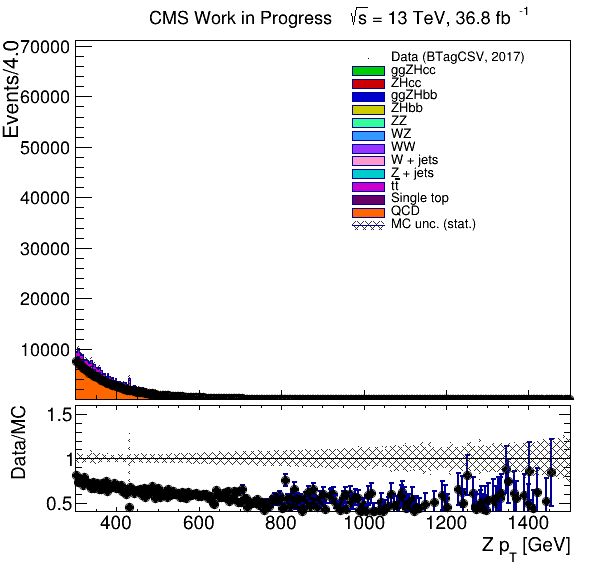 CMS Work in Progress √s = 13 TeV, 36.8 fb⁻¹
Events/4.0
70000
60000
50000
40000
30000
20000
10000
Data (BTagCSV, 2017)
ggZHcc
ZHcc
ggZHbb
ZHbb
ZZ
WZ
WW
W + jets
Z + jets
tt̅
Single top
QCD
MC unc. (stat.)
Data/MC
1.5
1
0.5
400 600 800 1000 1200 1400
Z p_T [GeV]